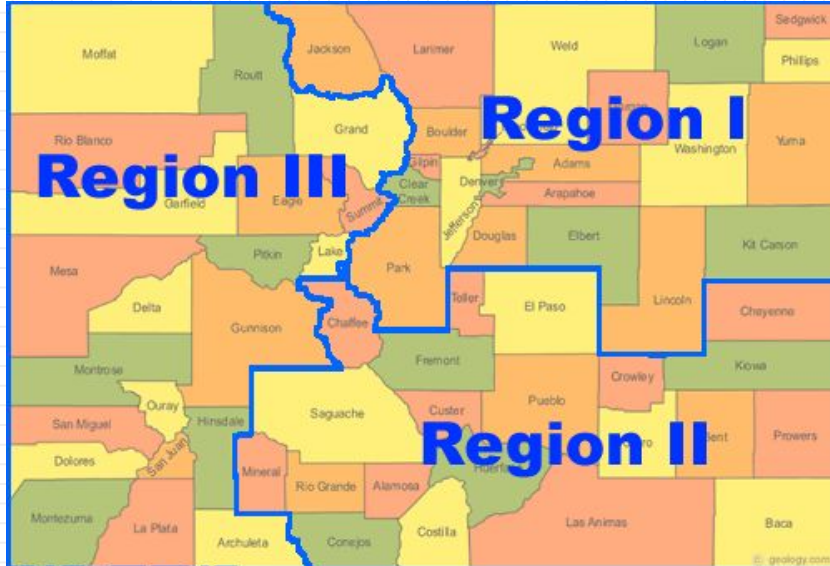 Sedgwick
Moffat
Routt
Jackson
Larimer
Weld
Logan
Phillips
Grand
Boulder
Region I
Rio Blanco
Washington
Yuma
Gilpin
Adams
Region III
Clear
Creek
Denver
Arapahoe
Garfield
Eagle
Summit
Jefferson
Douglas
Elbert
Kit Carson
Mesa
Pitkin
Lake
Park
Lincoln
Cheyenne
Teller
El Paso
Delta
Gunnison
Chaffee
Montrose
Fremont
Kiowa
Crowley
Ouray
Pueblo
San Miguel
Hinsdale
Saguache
Custer
Region II
Bent
Prowers
Dolores
San Juan
Mineral
Rio Grande
Alamosa
Montezuma
La Plata
Archuleta
Conejos
Costilla
Las Animas
Baca
© geology.com